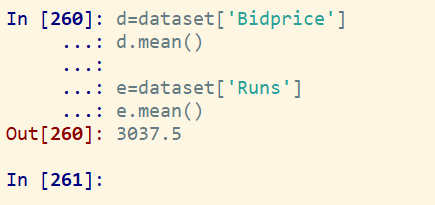 In [260]: d=dataset['Bidprice']
...: d.mean()
...:
...: e=dataset['Runs']
...: e.mean()
Out[260]: 3037.5
In [261]: